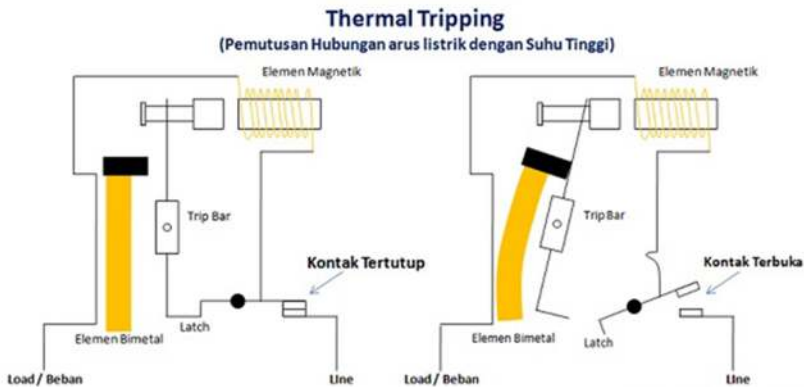 Thermal Tripping
(Pemutusan Hubungan arus listrik dengan Suhu Tinggi)
Elemen Magnetik
Trip Bar
Kontak Tertutup
Latch
Elemen Bimetal
Load / Beban
Line
Elemen Magnetik
Trip Bar
Kontak Terbuka
Elemen Bimetal
Latch
Load / Beban
Line